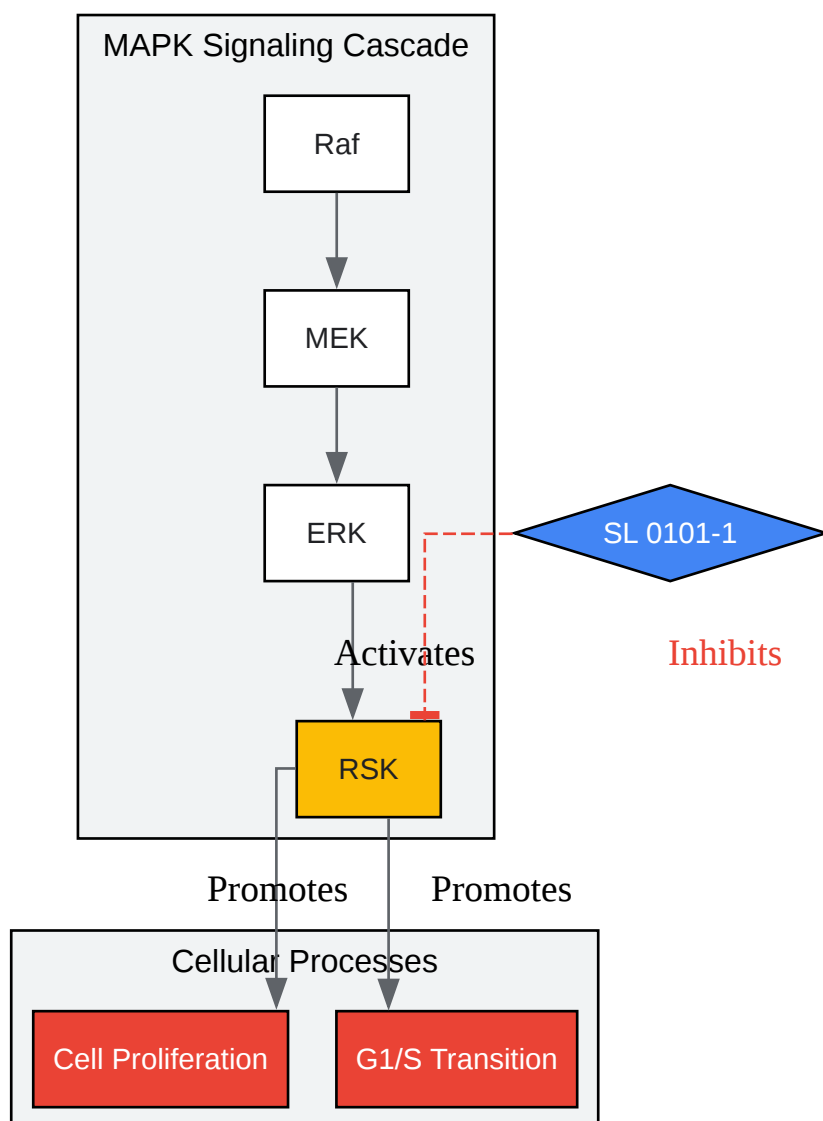 MAPK Signaling Cascade
Raf
MEK
ERK
SL 0101-1
Activates
Inhibits
RSK
Promotes
Promotes
Cellular Processes
Cell Proliferation
G1/S Transition